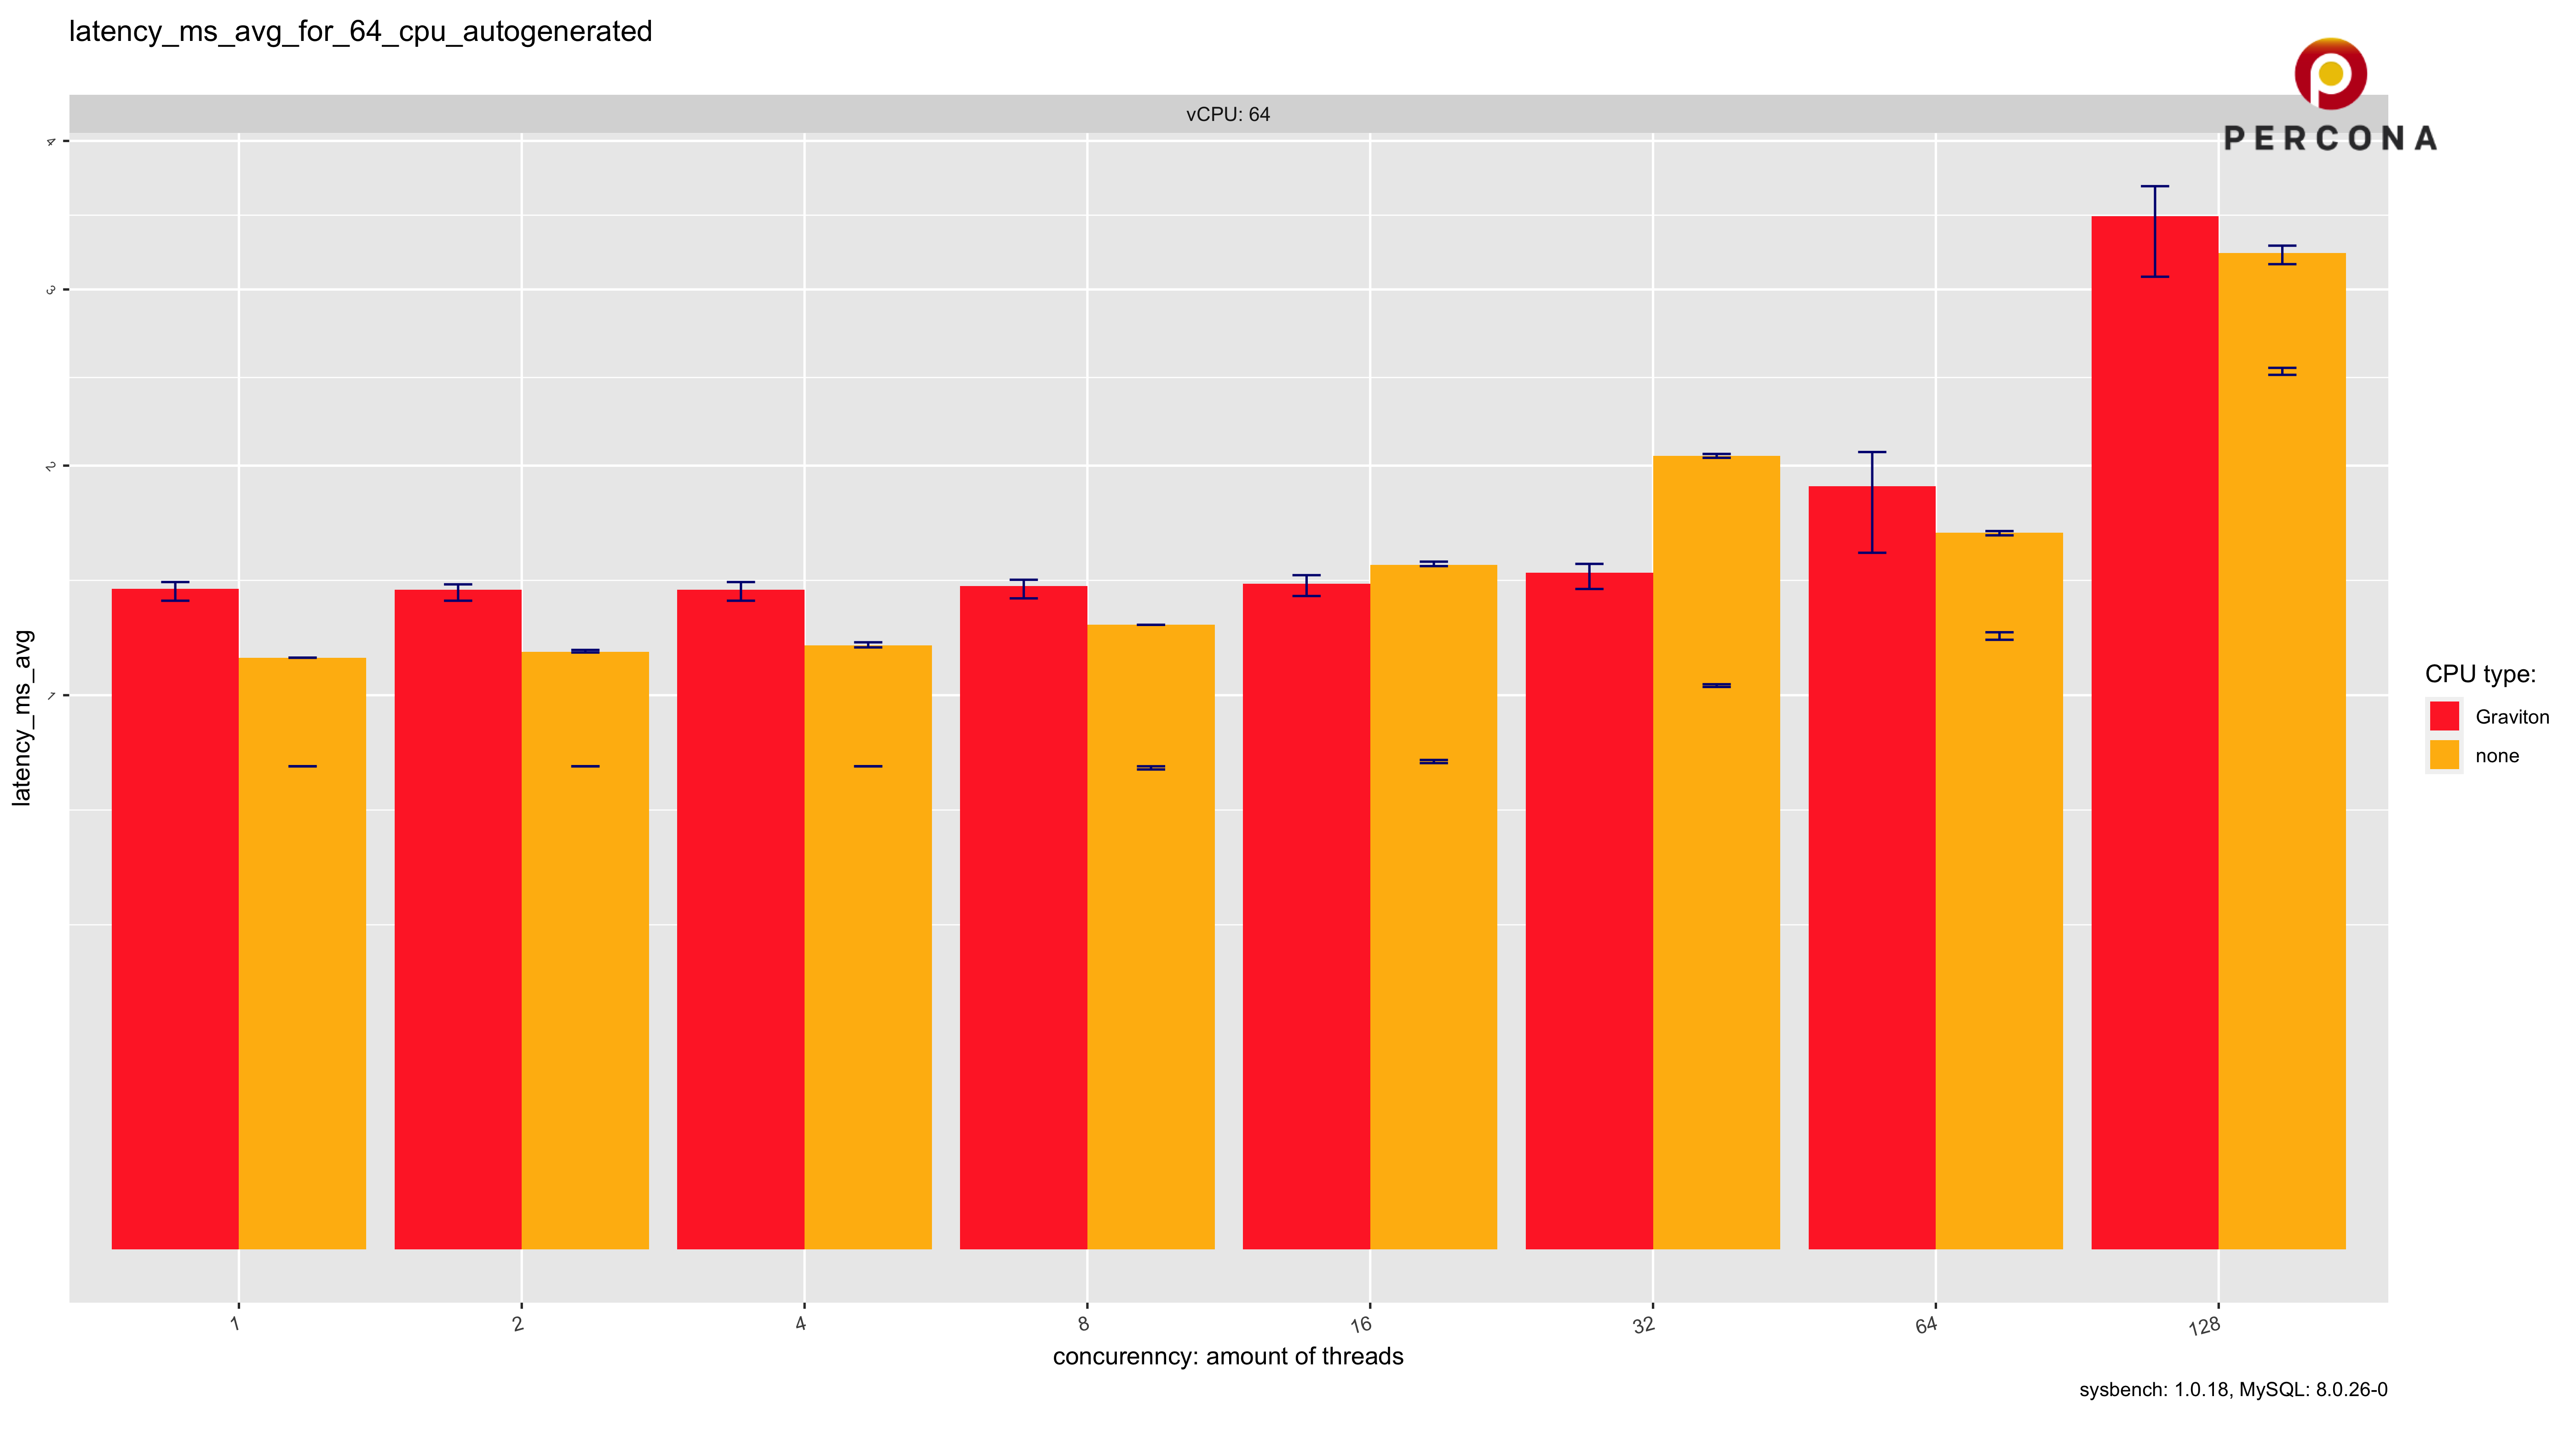 latency_ms_avg_for_64_cpu_autogenerated
PERCONA
vCPU: 64
4
3
2
1
latency_ms_avg
CPU type:
Graviton
none
1 2 4 8 16 32 64 128
concurenncy: amount of threads
sysbench: 1.0.18, MySQL: 8.0.26-0